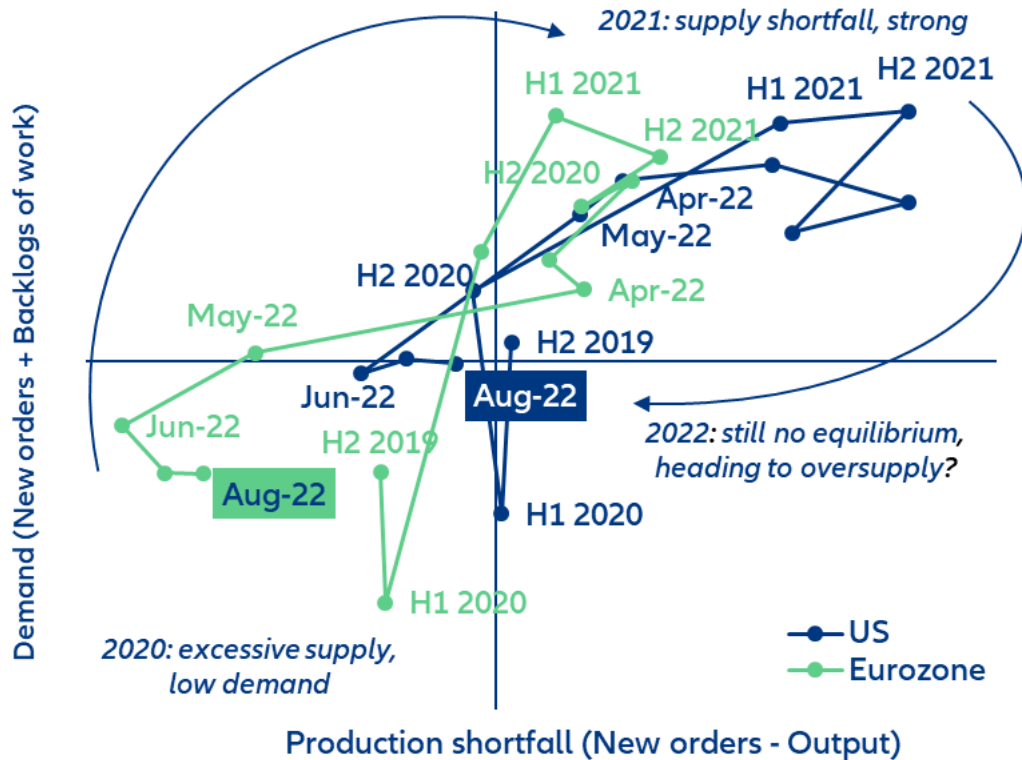 2021: supply shortfall, strong
H2 2021
H1 2021
H1 2021
H2 2021
H2 2020
Apr-22
May-22
H2 2020
Apr-22
May-22
H2 2019
Jun-22
Aug-22
Jun-22
H2 2019
2022: still no equilibrium,
heading to oversupply?
Aug-22
H1 2020
H1 2020
2020: excessive supply,
low demand
US
Eurozone
Demand (New orders + Backlogs of work)
Production shortfall (New orders - Output)